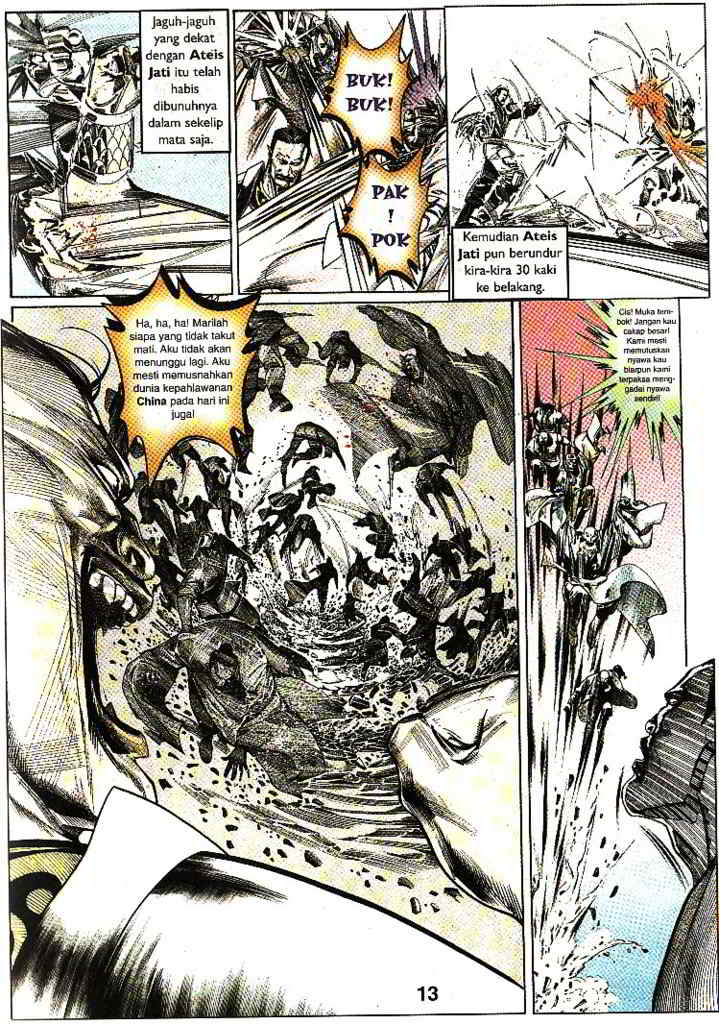 Jaguh-jaguh
yang dekat
dengan Ateis
Jati itu telah
habis
dibunuhnya
dalam sekelip
mata saja.
BUK!
BUK!
PAK
!
POK
Kemudian Ateis
Jati pun berundur
kira-kira 30 kaki
ke belakang.
Ha, ha, ha! Marilah
siapa yang tidak takut
mati. Aku tidak akan
menunggu lagi. Aku
mesti memusnahkan
dunia kepahlawanan
China pada hari ini
juga!
Cis! Muka tem-
bok! Jangan kau
cakap besar!
Kami mesti
memutuskan
nyawa kau
biarpun kami
terpaksa meng-
gadai nyawa
sendiri!
13